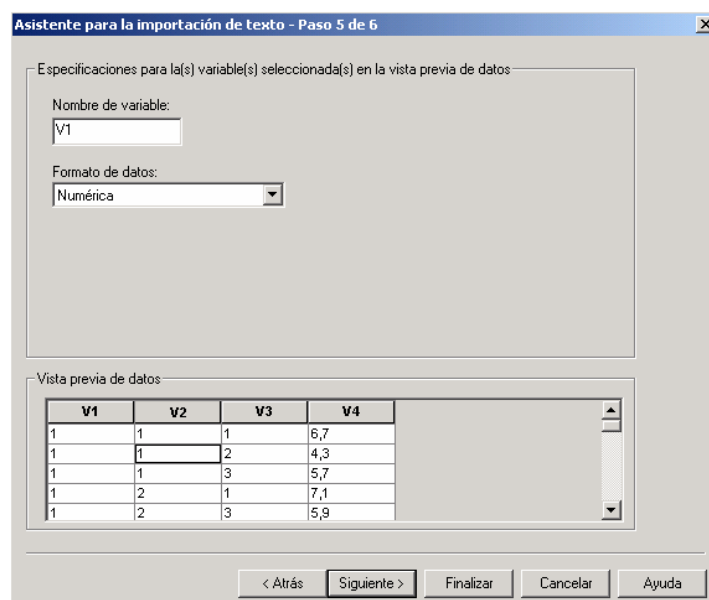 Asistente para la importación de texto - Paso 5 de 6
Especificaciones para la(s) variable(s) seleccionada(s) en la vista previa de datos
Nombre de variable:
V1
Formato de datos:
Numérica
Vista previa de datos
V1 V2 V3 V4
1 1 1 6,7
1 1 2 4,3
1 1 3 5,7
1 2 1 7,1
1 2 3 5,9
< Atrás Siguiente > Finalizar Cancelar Ayuda